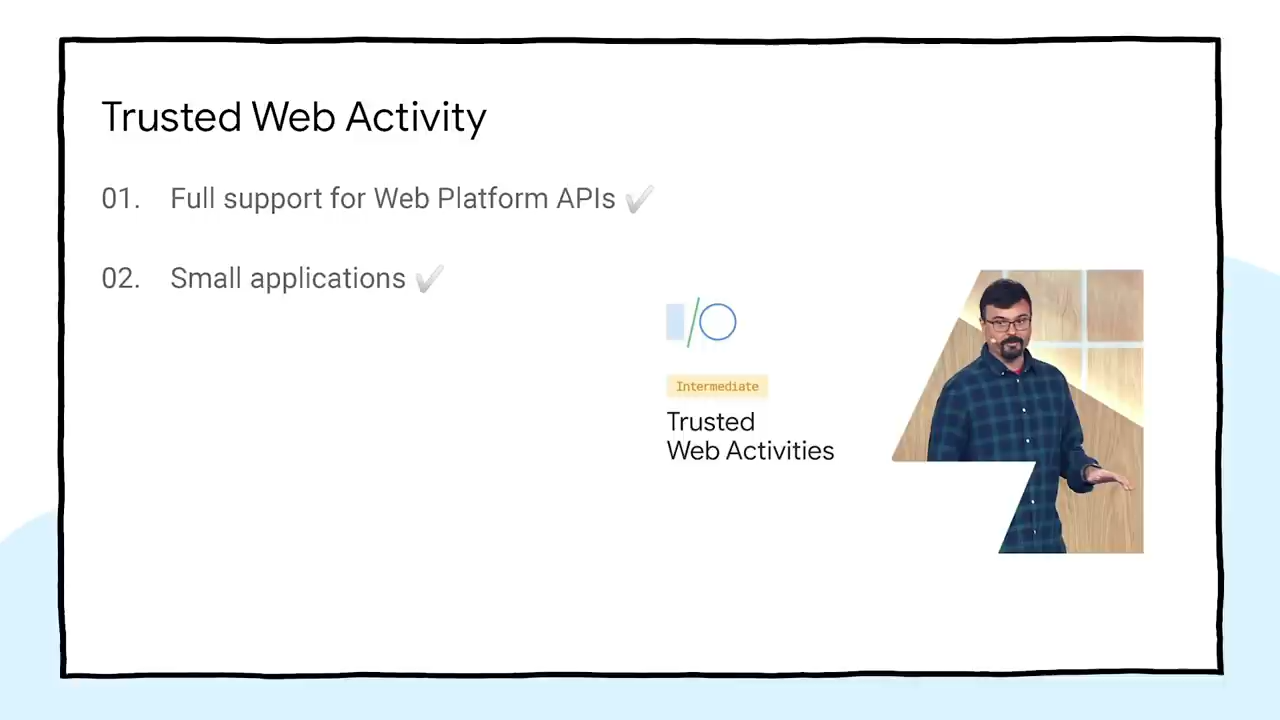 Trusted Web Activity
01. Full support for Web Platform APIs ✔
02. Small applications ✔
I/O
Intermediate
Trusted
Web Activities